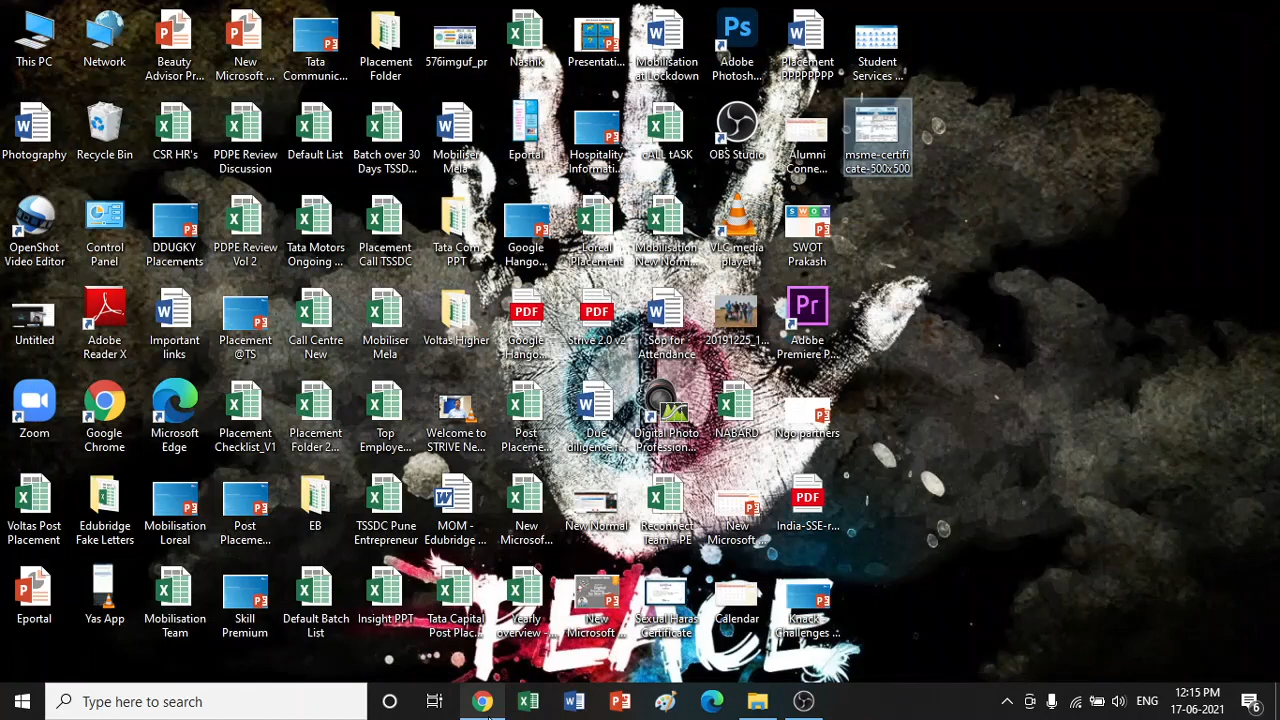 This PC
Network
Beauty
Advisor Pr...
New
Microsoft ...
Tata
Communic...
Placement
Folder
576imguf_pr
Nashik
Presentati...
Mobilisation
at Lockdown
Ps
Adobe
Photosh...
Placement
PPPPPPPP
Student
Services ...
Photography
Recycle Bin
CSR HR's
PDPE Review
Discussion
Default List
Batch over 30
Days TSSD...
Mobiliser
Mela
Eportal
Hospitality
Informati...
cALL tASK
OBS Studio
Alumni
Conne...
msme-certifi
cate-500x500
Openshot
Video Editor
Control
Panel
DDUGKY
Placements
PDPE Review
Vol 2
Tata Motors
Ongoing ...
Placement
Call TSSDC
Tata Com
PPT
Google
Hango...
Loreal
Placement
Mobilisation
New Norm...
VLC media
player
SWOT
SWOT
Prakash
Untitled
Adobe
Reader X
Important
links
Placement
@TS
Call Centre
New
Mobiliser
Mela
Voltas Higher
PDF
Google
Hango...
PDF
Strive 2.0 v2
Sop for
Attendance
20191225_1...
Pr
Adobe
Premiere P...
Zoom
Google
Chrome
Microsoft
Edge
Placement
Checklist_V1
Placement
Folder 2...
Top
Employe...
Welcome to
STRIVE Ne...
Post
Placeme...
Due
diligence f...
Digital Photo
Profession...
NABARD
Ngo partners
Voltas Post
Placement
Edubridge
Fake Letters
Mobilisation
Loreal
Post
Placeme...
EB
TSSDC Pune
Entrepreneur
MOM -
Edubridge ...
New
Microsof...
New Normal
Reconnect
Team - PE
New
Microsoft ...
PDF
India-SSE-r...
Eportal
Yas App
Mobilisation
Team
Skill
Premium
Default Batch
List
Insight PPT
Tata Capital
Post Plac...
Yearly
overview -...
New
Microsoft ...
Sexual Haras
Certificate
Calendar
Knack -
Challenges ...
PEACE
Type here to search
ENG
12:15 PM
17-06-2021
6